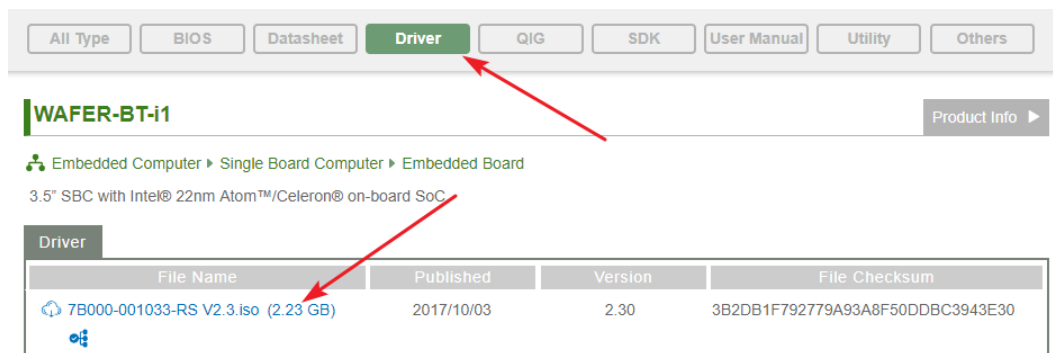 All Type BIOS Datasheet Driver QIG SDK User Manual Utility Others
WAFER-BT-i1
Product Info
Embedded Computer Single Board Computer Embedded Board
3.5” SBC with Intel® 22nm Atom™/Celeron® on-board SoC
Driver
File Name Published Version File Checksum
7B000-001033-RS V2.3.iso (2.23 GB) 2017/10/03 2.30 3B2DB1F792779A93A8F50DDBC3943E30